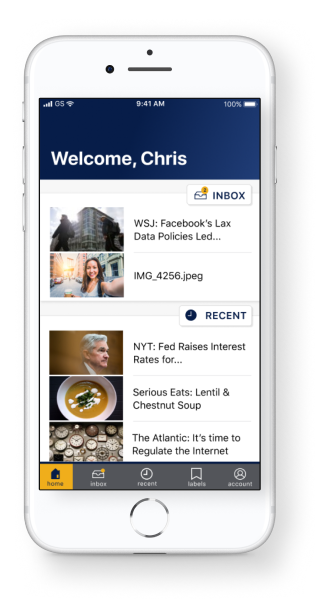 GS 9:41 AM 100%
Welcome, Chris
2
INBOX
WSJ: Facebook's Lax
Data Policies Led...
IMG_4256.jpeg
RECENT
NYT: Fed Raises Interest
Rates for...
Serious Eats: Lentil &
Chestnut Soup
The Atlantic: It's time to
Regulate the Internet
home inbox recent labels account